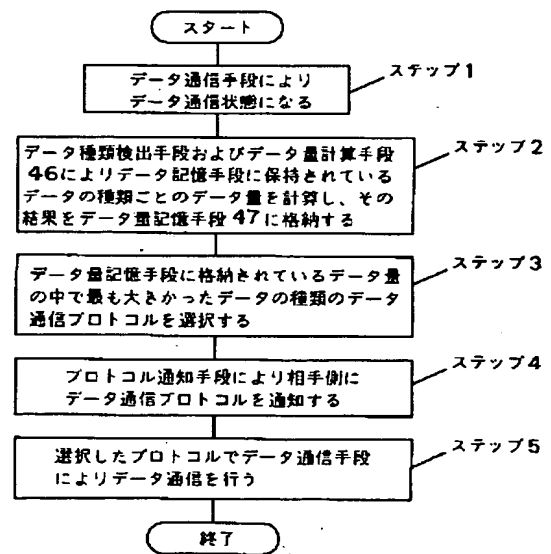 スタート
ステップ1
データ通信手段により
データ通信状態になる
ステップ2
データ種類検出手段およびデータ量計算手段
46によりデータ記憶手段に保持されている
データの種類ごとのデータ量を計算し、その
結果をデータ量記憶手段47に格納する
ステップ3
データ量記憶手段に格納されているデータ量
の中で最も大きかったデータの種類のデータ
通信プロトコルを選択する
ステップ4
プロトコル通知手段により相手側に
データ通信プロトコルを通知する
ステップ5
選択したプロトコルでデータ通信手段
によりデータ通信を行う
終了